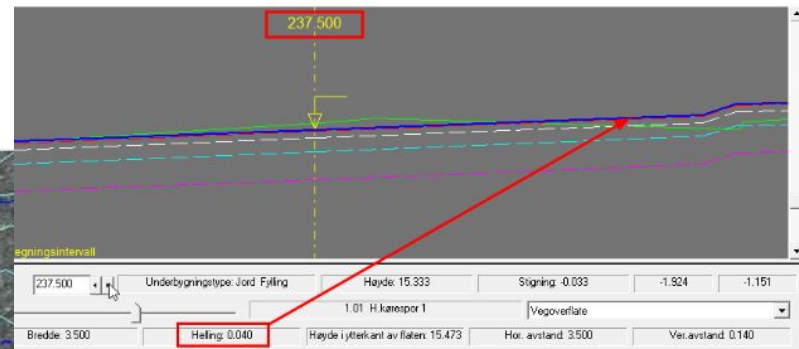 237.500
egningsintervall
237.500 Underbygningstype: Jord Fylling Høyde: 15.333 Stigning: -0.033 -1.924 -1.151
1.01 H.kørespor 1 Vegoverflate
Bredde: 3.500 Helling: 0.040 Høyde i ytterkant av flaten: 15.473 Hor. avstand: 3.500 Ver.avstand: 0.140